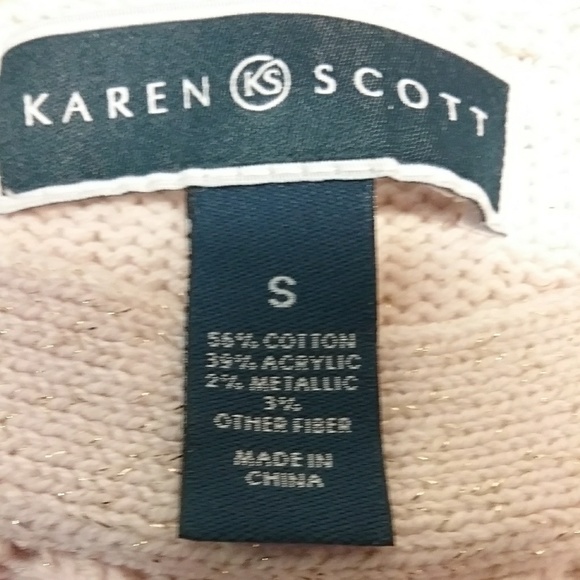 KAREN KS SCOTT
S
56% COTTON
39% ACRYLIC
2% METALLIC
3%
OTHER FIBER
MADE IN
CHINA